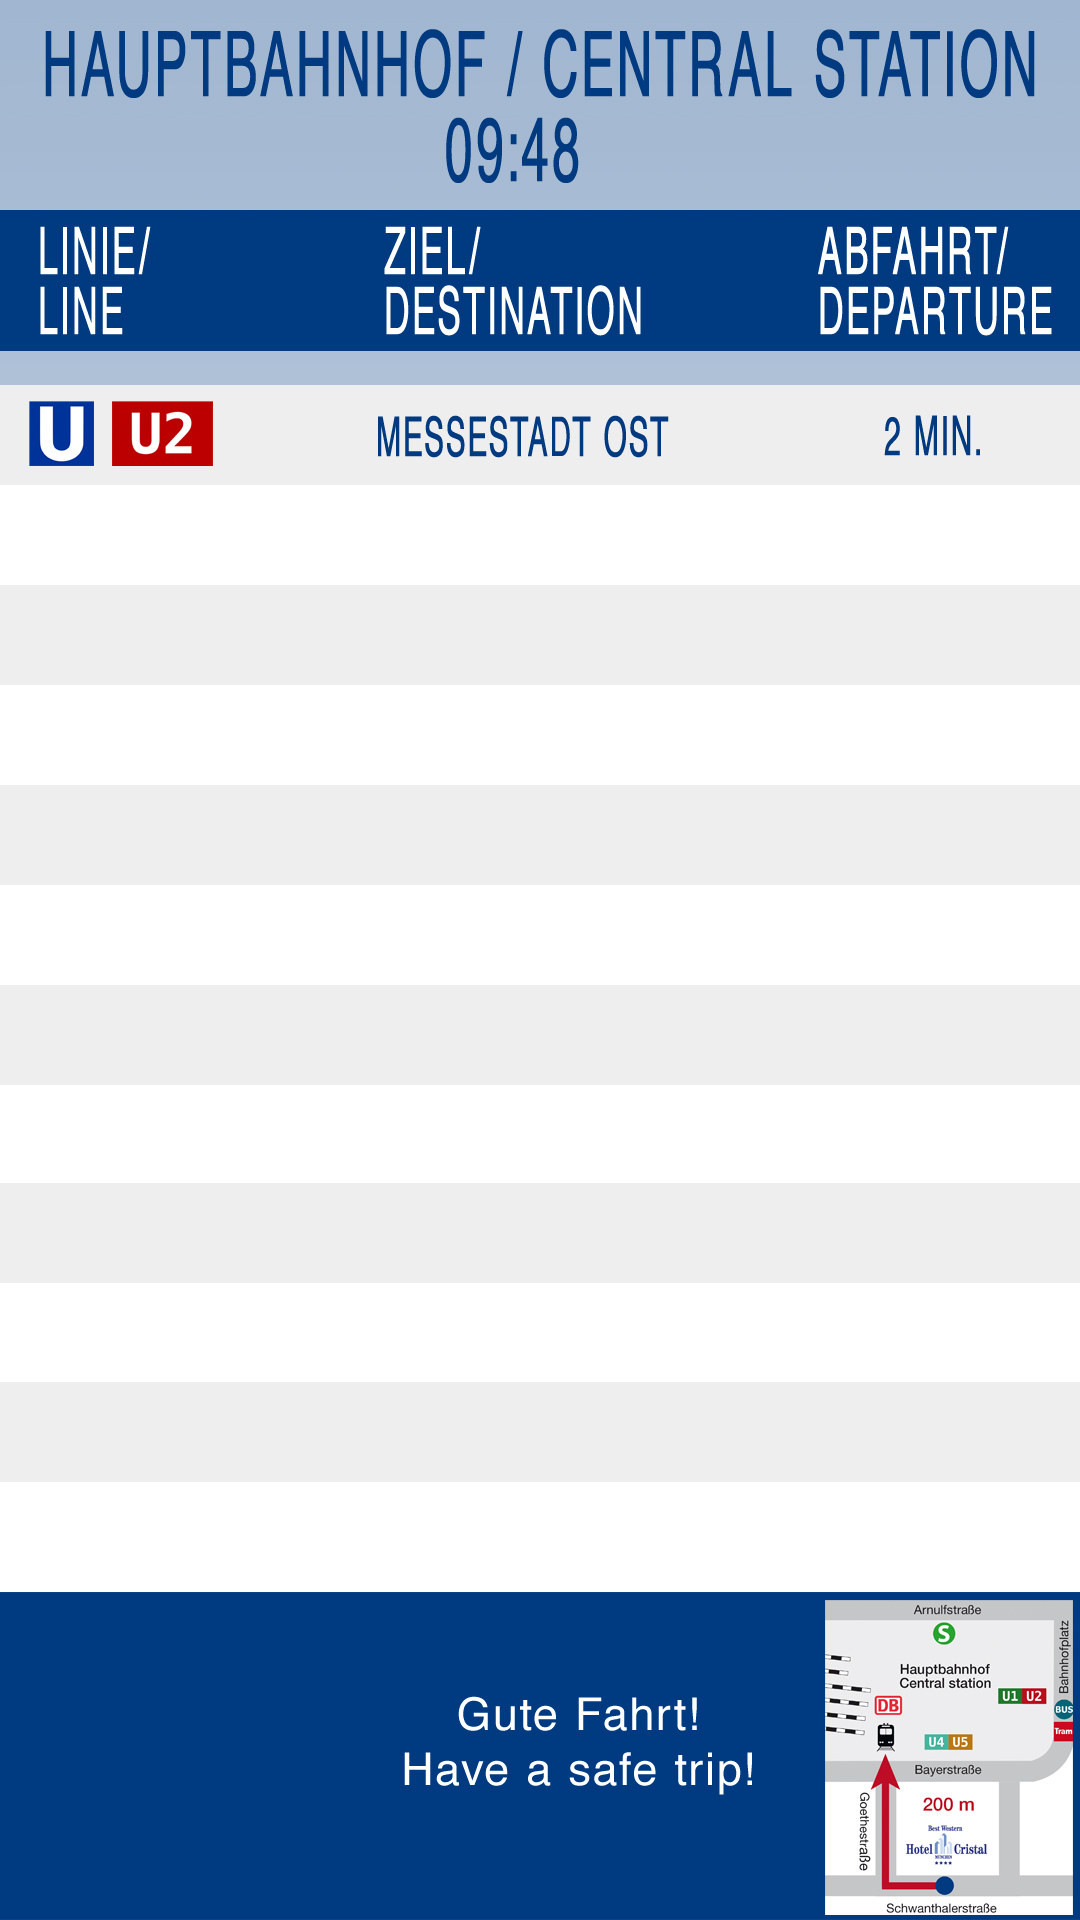 HAUPTBAHNHOF / CENTRAL STATION
09:48
LINIE/
LINE
ZIEL/
DESTINATION
ABFAHRT/
DEPARTURE
U U2 MESSESTADT OST 2 MIN.
Gute Fahrt!
Have a safe trip!
Arnulfstraße
S
Bahnhofplatz
Hauptbahnhof
Central station
DB
U1 U2
BUS
Tram
U4 U5
Bayerstraße
Goethestraße
200 m
Best Western
Hotel Cristal
MÜNCHEN
Schwanthalerstraße